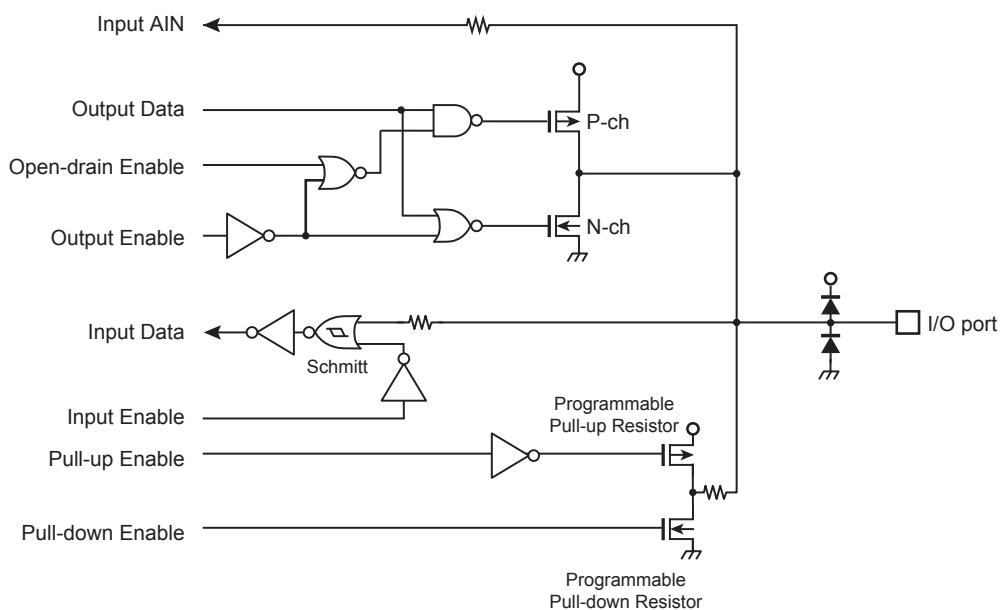 Input AIN
Output Data
P-ch
Open-drain Enable
N-ch
Output Enable
Input Data
Schmitt
I/O port
Input Enable
Programmable
Pull-up Resistor
Pull-up Enable
Pull-down Enable
Programmable
Pull-down Resistor